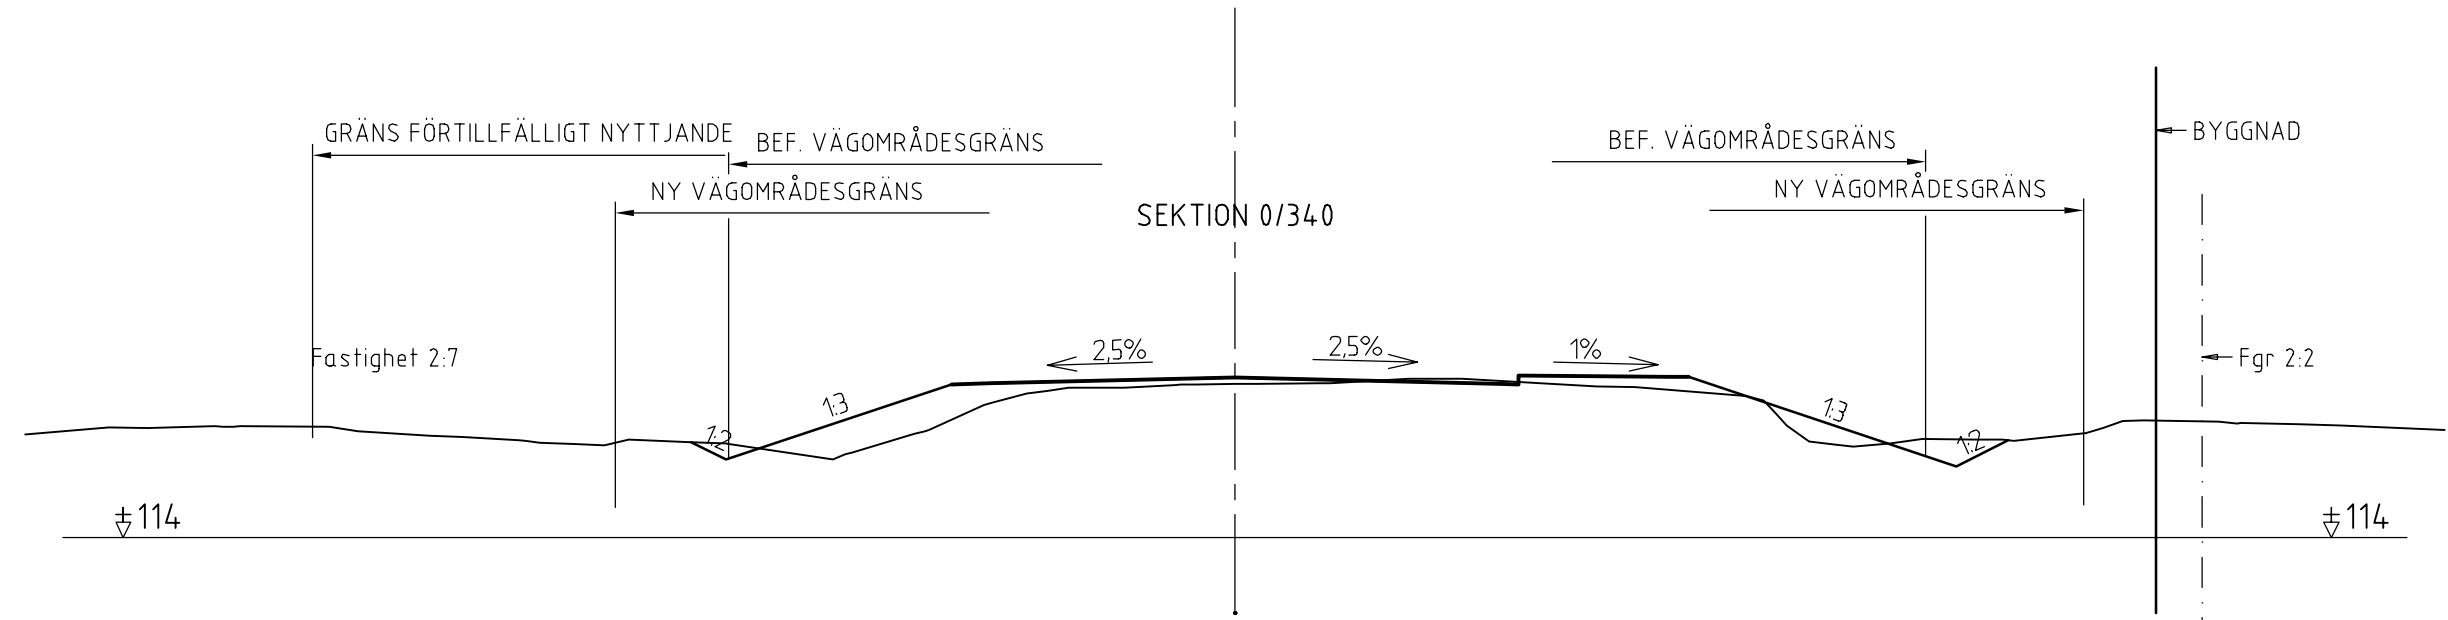 GRÄNS FÖRTILLFÄLLIGT NYTTJANDE
BEF. VÄGOMRÅDESGRÄNS
BEF. VÄGOMRÅDESGRÄNS
BYGGNAD
NY VÄGOMRÅDESGRÄNS
NY VÄGOMRÅDESGRÄNS
SEKTION 0/340
Fastighet 2:7
2,5%
2,5%
1%
Fgr 2:2
1:3
1:3
1:2
1:2
±114
±114